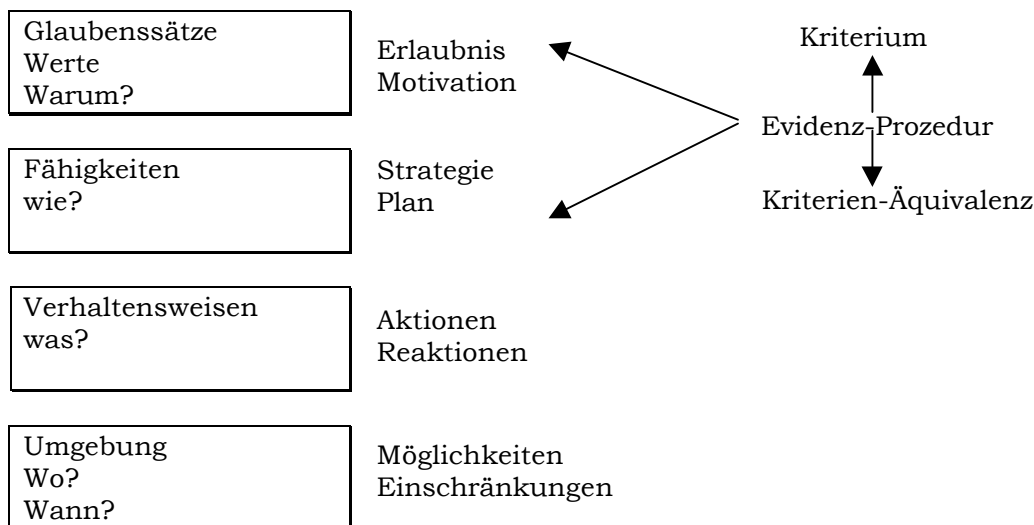 Glaubenssätze
Werte
Warum?
Erlaubnis
Motivation
Kriterium
Evidenz-Prozedur
Kriterien-Äquivalenz
Fähigkeiten
wie?
Strategie
Plan
Verhaltensweisen
was?
Aktionen
Reaktionen
Umgebung
Wo?
Wann?
Möglichkeiten
Einschränkungen